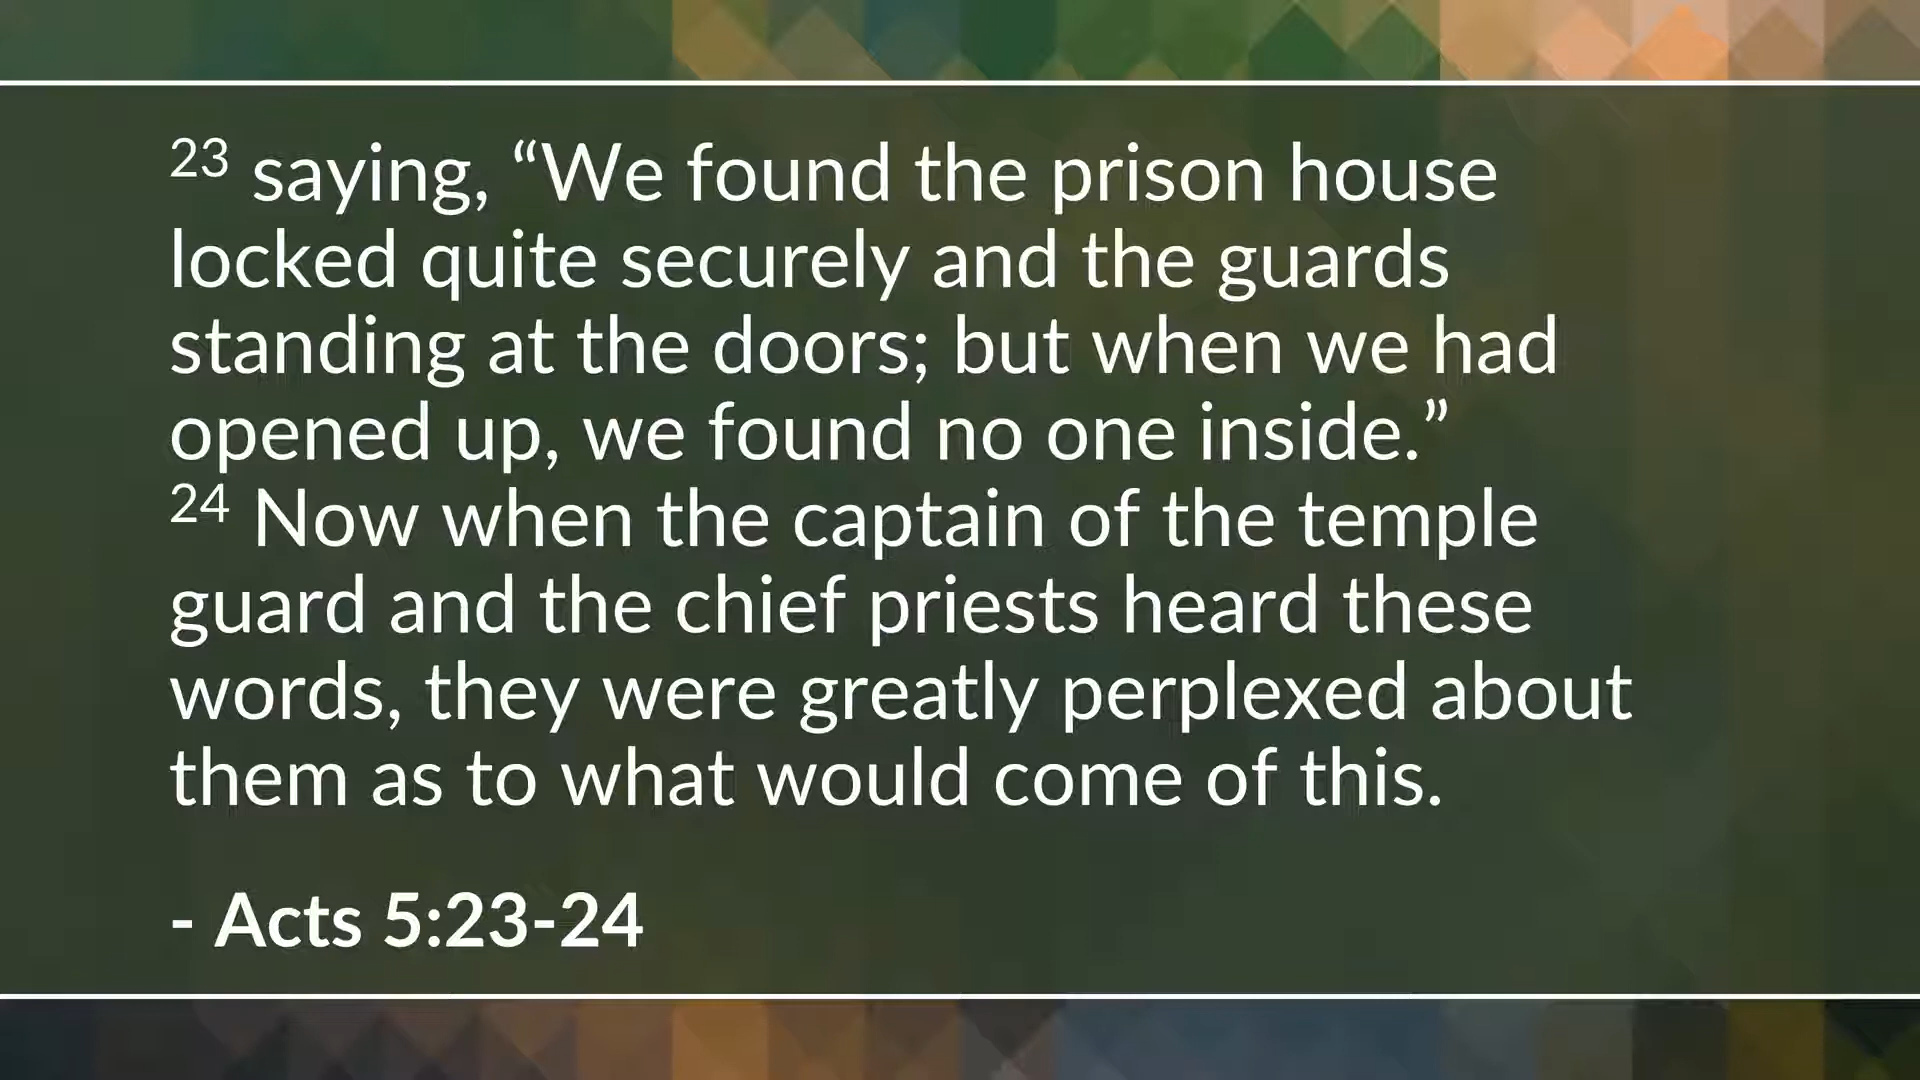 23 saying, “We found the prison house
locked quite securely and the guards
standing at the doors; but when we had
opened up, we found no one inside.”
24 Now when the captain of the temple
guard and the chief priests heard these
words, they were greatly perplexed about
them as to what would come of this.
- Acts 5:23-24